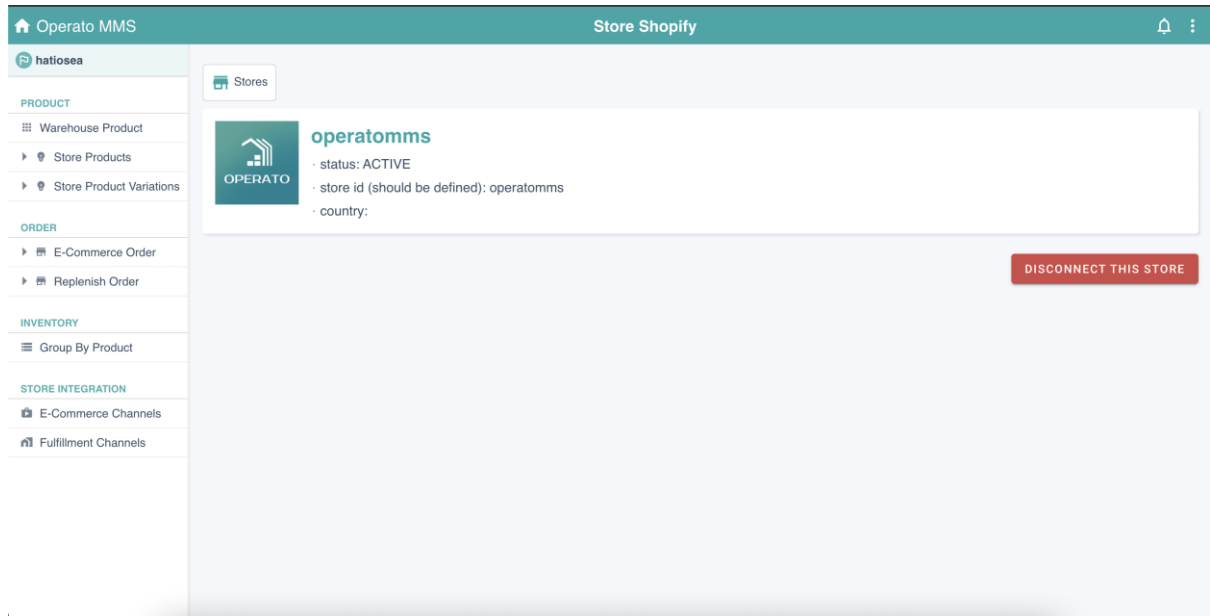 Operato MMS
Store Shopify
hatiosea
PRODUCT
Warehouse Product
Store Products
Store Product Variations
ORDER
E-Commerce Order
Replenish Order
INVENTORY
Group By Product
STORE INTEGRATION
E-Commerce Channels
Fulfillment Channels
Stores
OPERATO
operatomms
· status: ACTIVE
· store id (should be defined): operatomms
· country:
DISCONNECT THIS STORE